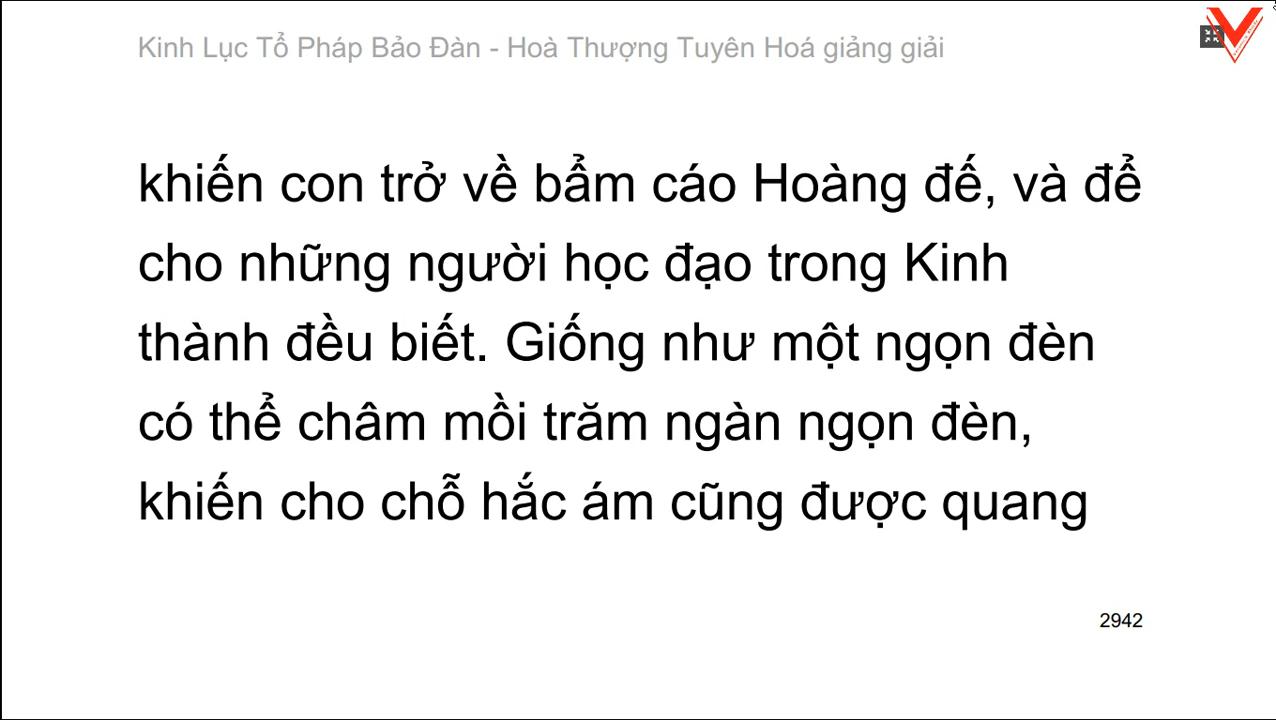 Kinh Lục Tổ Pháp Bảo Đàn - Hoà Thượng Tuyên Hoá giảng giải
khiến con trở về bẩm cáo Hoàng đế, và để
cho những người học đạo trong Kinh
thành đều biết. Giống như một ngọn đèn
có thể châm mồi trăm ngàn ngọn đèn,
khiến cho chỗ hắc ám cũng được quang
2942